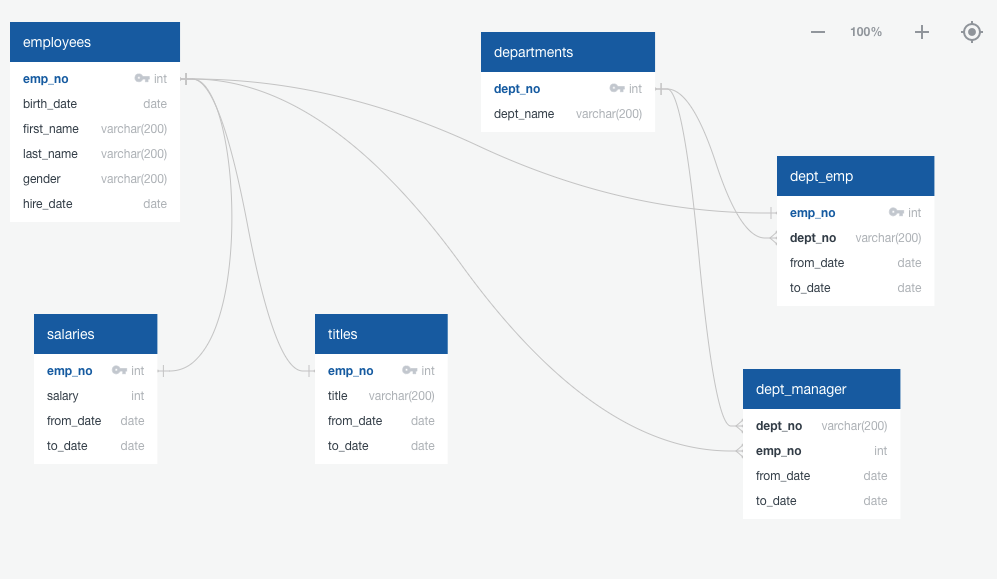 employees
emp_no int
birth_date date
first_name varchar(200)
last_name varchar(200)
gender varchar(200)
hire_date date
departments
dept_no int
dept_name varchar(200)
100%
dept_emp
emp_no int
dept_no varchar(200)
from_date date
to_date date
salaries
emp_no int
salary int
from_date date
to_date date
titles
emp_no int
title varchar(200)
from_date date
to_date date
dept_manager
dept_no varchar(200)
emp_no int
from_date date
to_date date